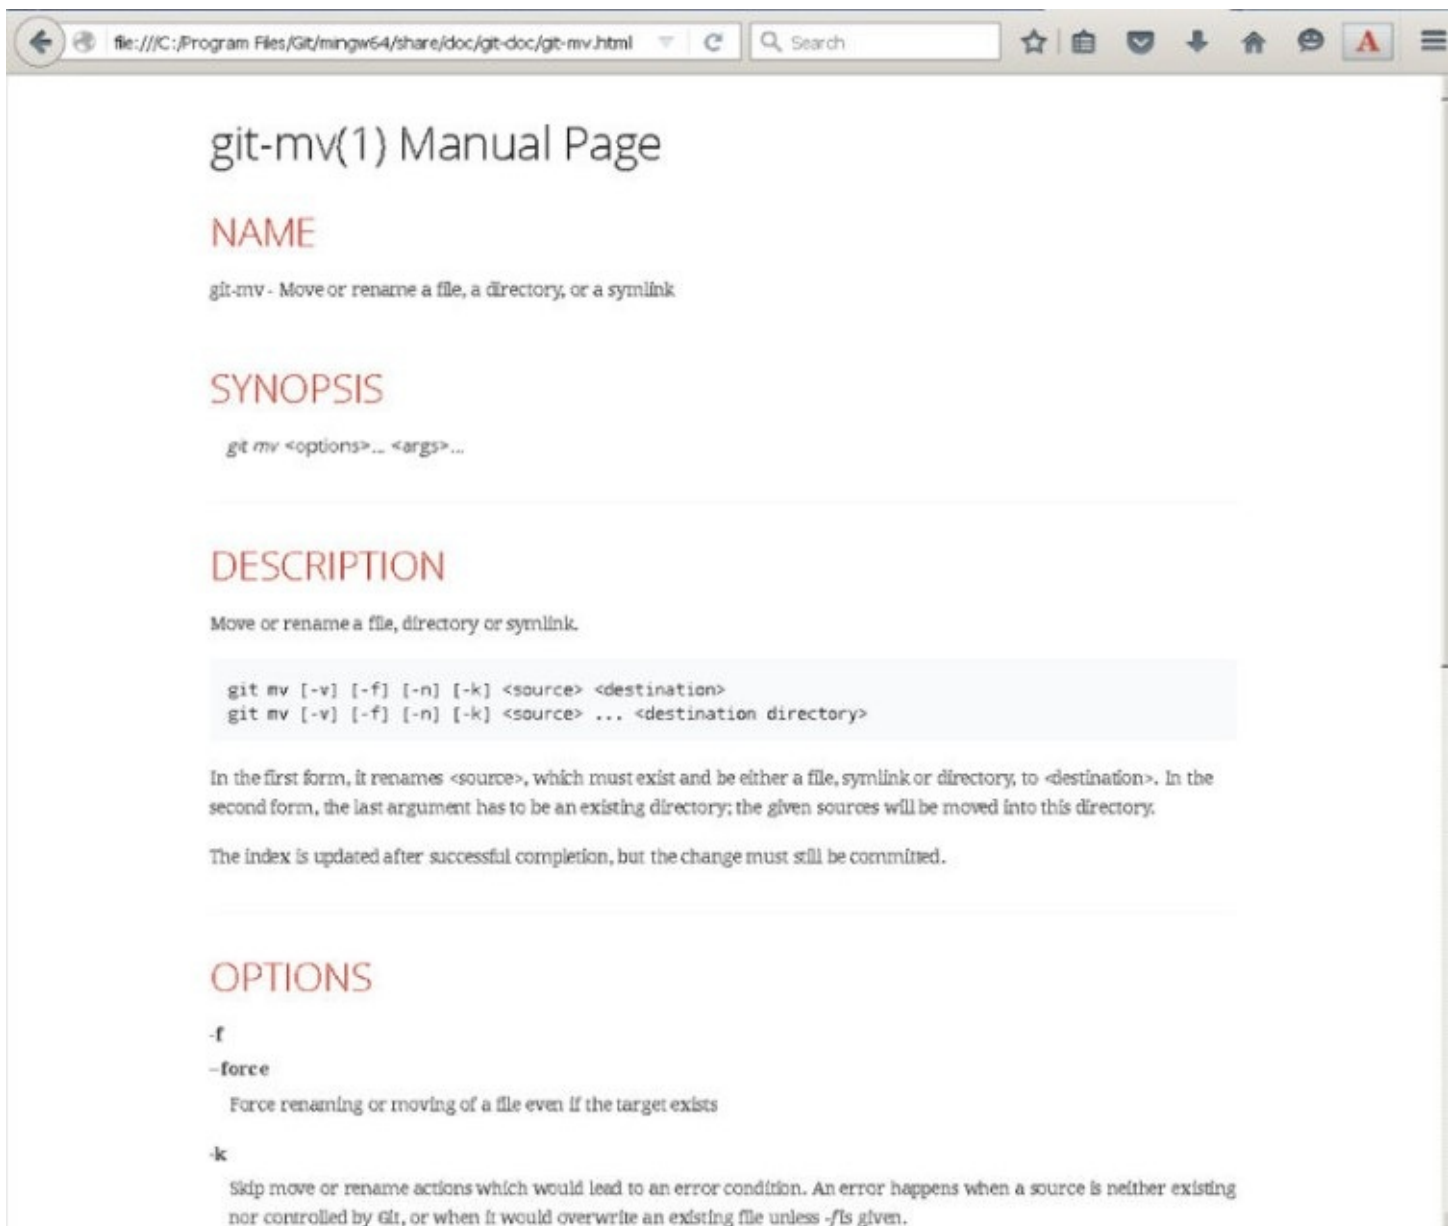 file:///C:/Program Files/Git/mingw64/share/doc/git-doc/git-mv.html
Search
A
git-mv(1) Manual Page
NAME
git-mv - Move or rename a file, a directory, or a symlink
SYNOPSIS
git mv <options>... <args>...
DESCRIPTION
Move or rename a file, directory or symlink.
git mv [-v] [-f] [-n] [-k] <source> <destination>
git mv [-v] [-f] [-n] [-k] <source> ... <destination directory>
In the first form, it renames <source>, which must exist and be either a file, symlink or directory, to <destination>. In the
second form, the last argument has to be an existing directory; the given sources will be moved into this directory.
The index is updated after successful completion, but the change must still be committed.
OPTIONS
-f
--force
Force renaming or moving of a file even if the target exists
-k
Skip move or rename actions which would lead to an error condition. An error happens when a source is neither existing
nor controlled by Git, or when it would overwrite an existing file unless -f is given.